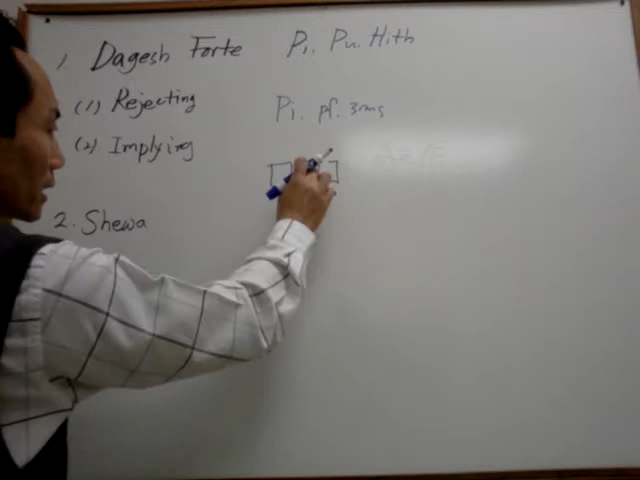 1. Dagesh Forte Pi. Pu. Hith
(1) Rejecting Pi. pf. 3ms
(2) Implying
2. Shewa